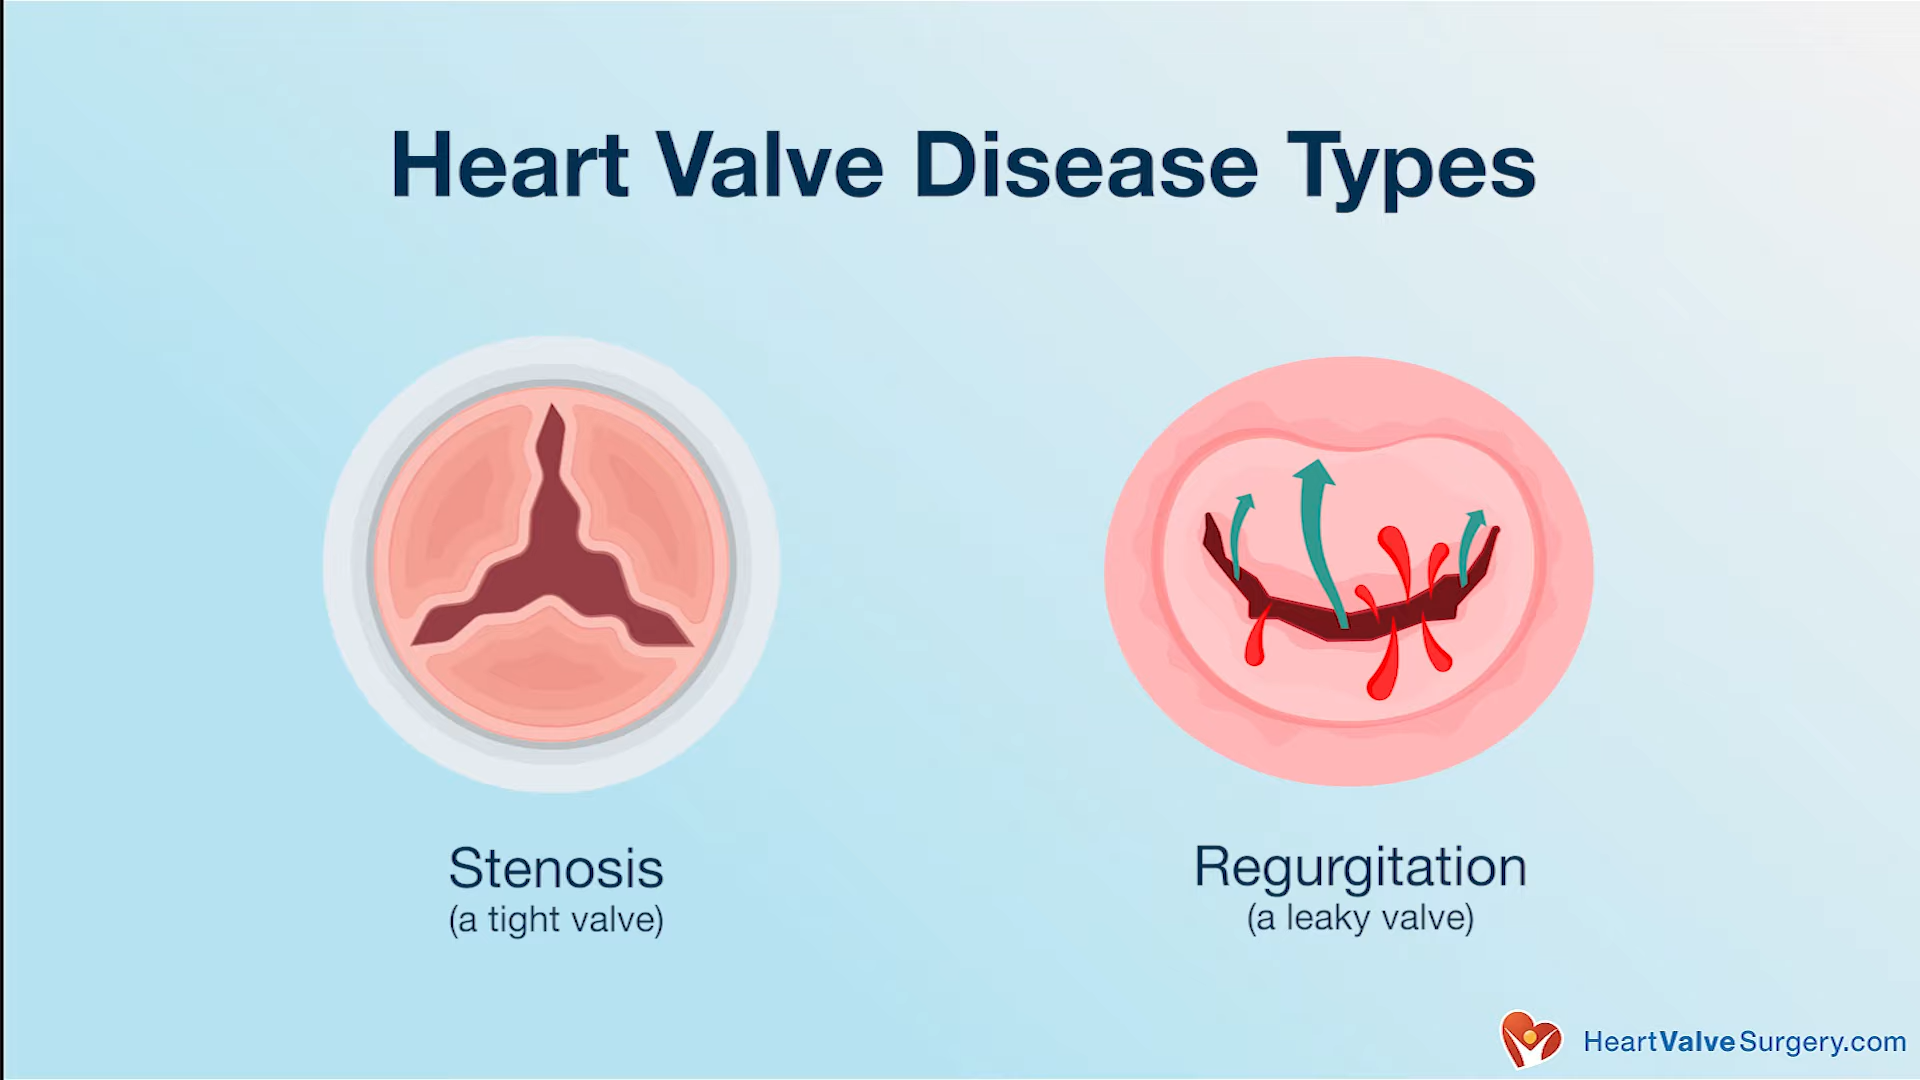 Heart Valve Disease Types
Stenosis
(a tight valve)
Regurgitation
(a leaky valve)
HeartValveSurgery.com